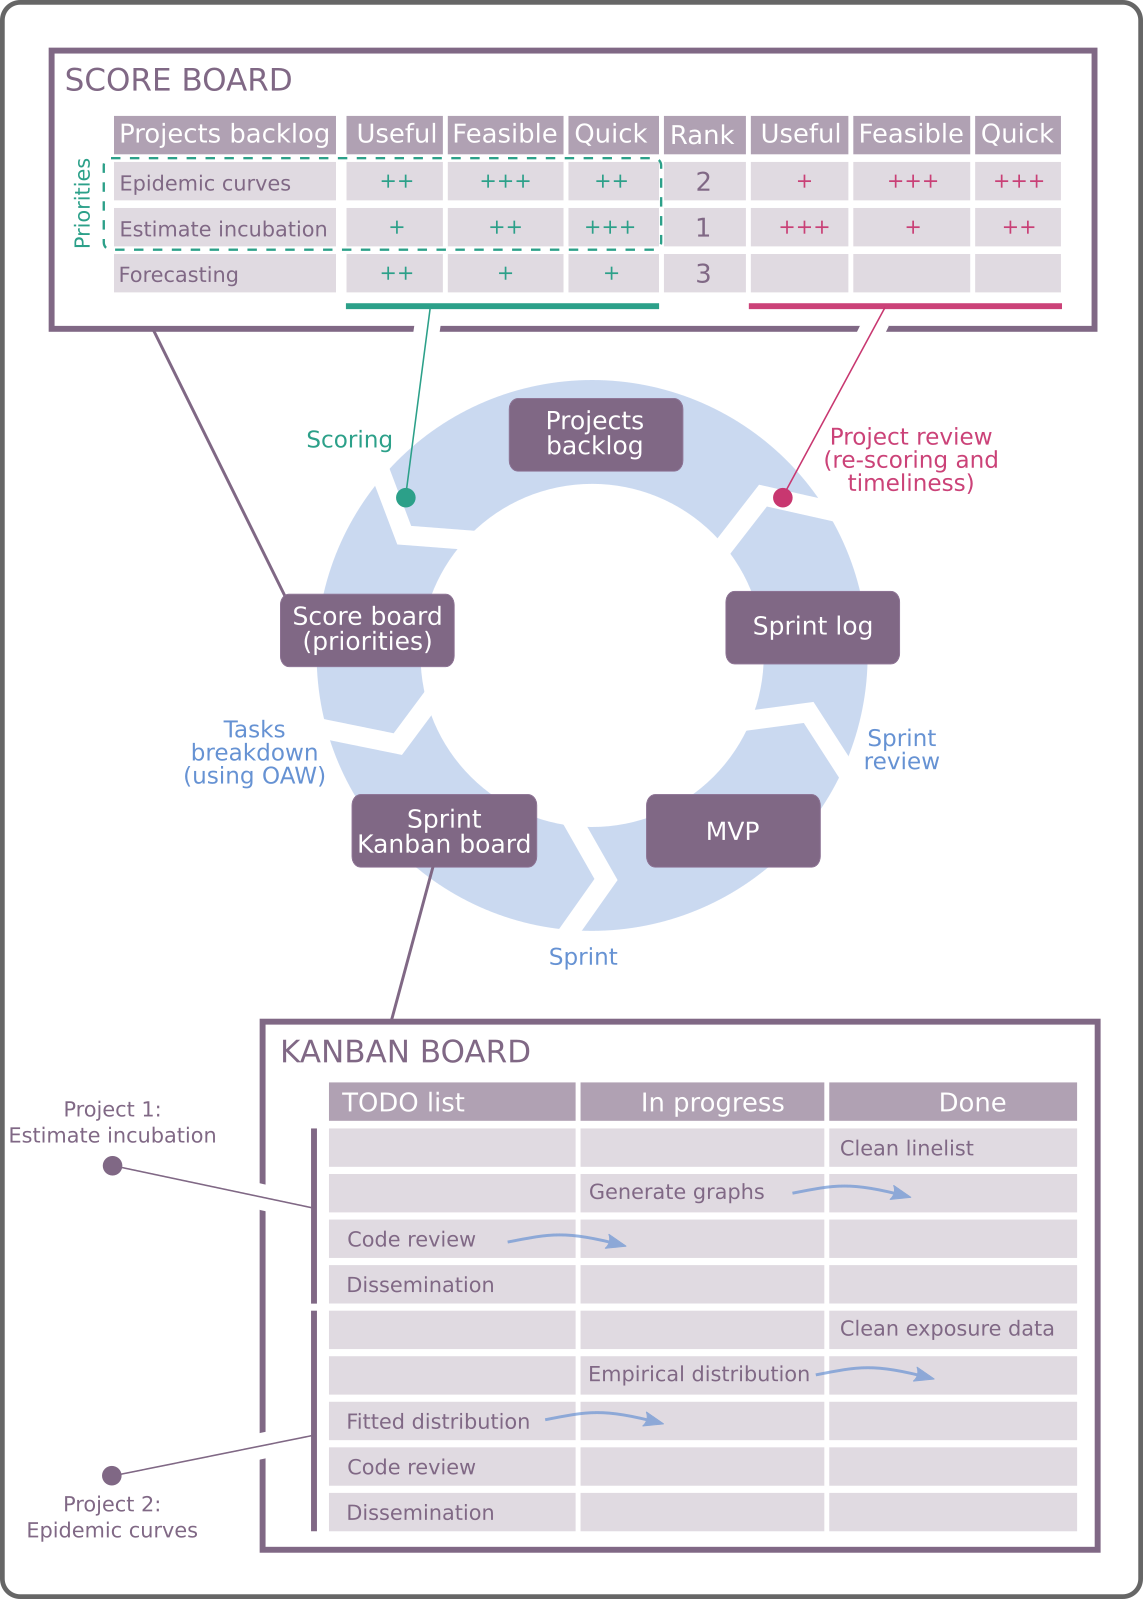 SCORE BOARD
Priorities
Projects backlog Useful Feasible Quick Rank Useful Feasible Quick
Epidemic curves ++ +++ ++ 2 + +++ +++
Estimate incubation + ++ +++ 1 +++ + ++
Forecasting ++ + + 3
Projects
backlog
Scoring
Project review
(re-scoring and
timeliness)
Score board
(priorities)
Sprint log
Tasks
breakdown
(using OAW)
Sprint
review
Sprint
Kanban board
MVP
Sprint
KANBAN BOARD
TODO list In progress Done
Project 1:
Estimate incubation
Clean linelist
Generate graphs
Code review
Dissemination
Clean exposure data
Empirical distribution
Fitted distribution
Code review
Dissemination
Project 2:
Epidemic curves